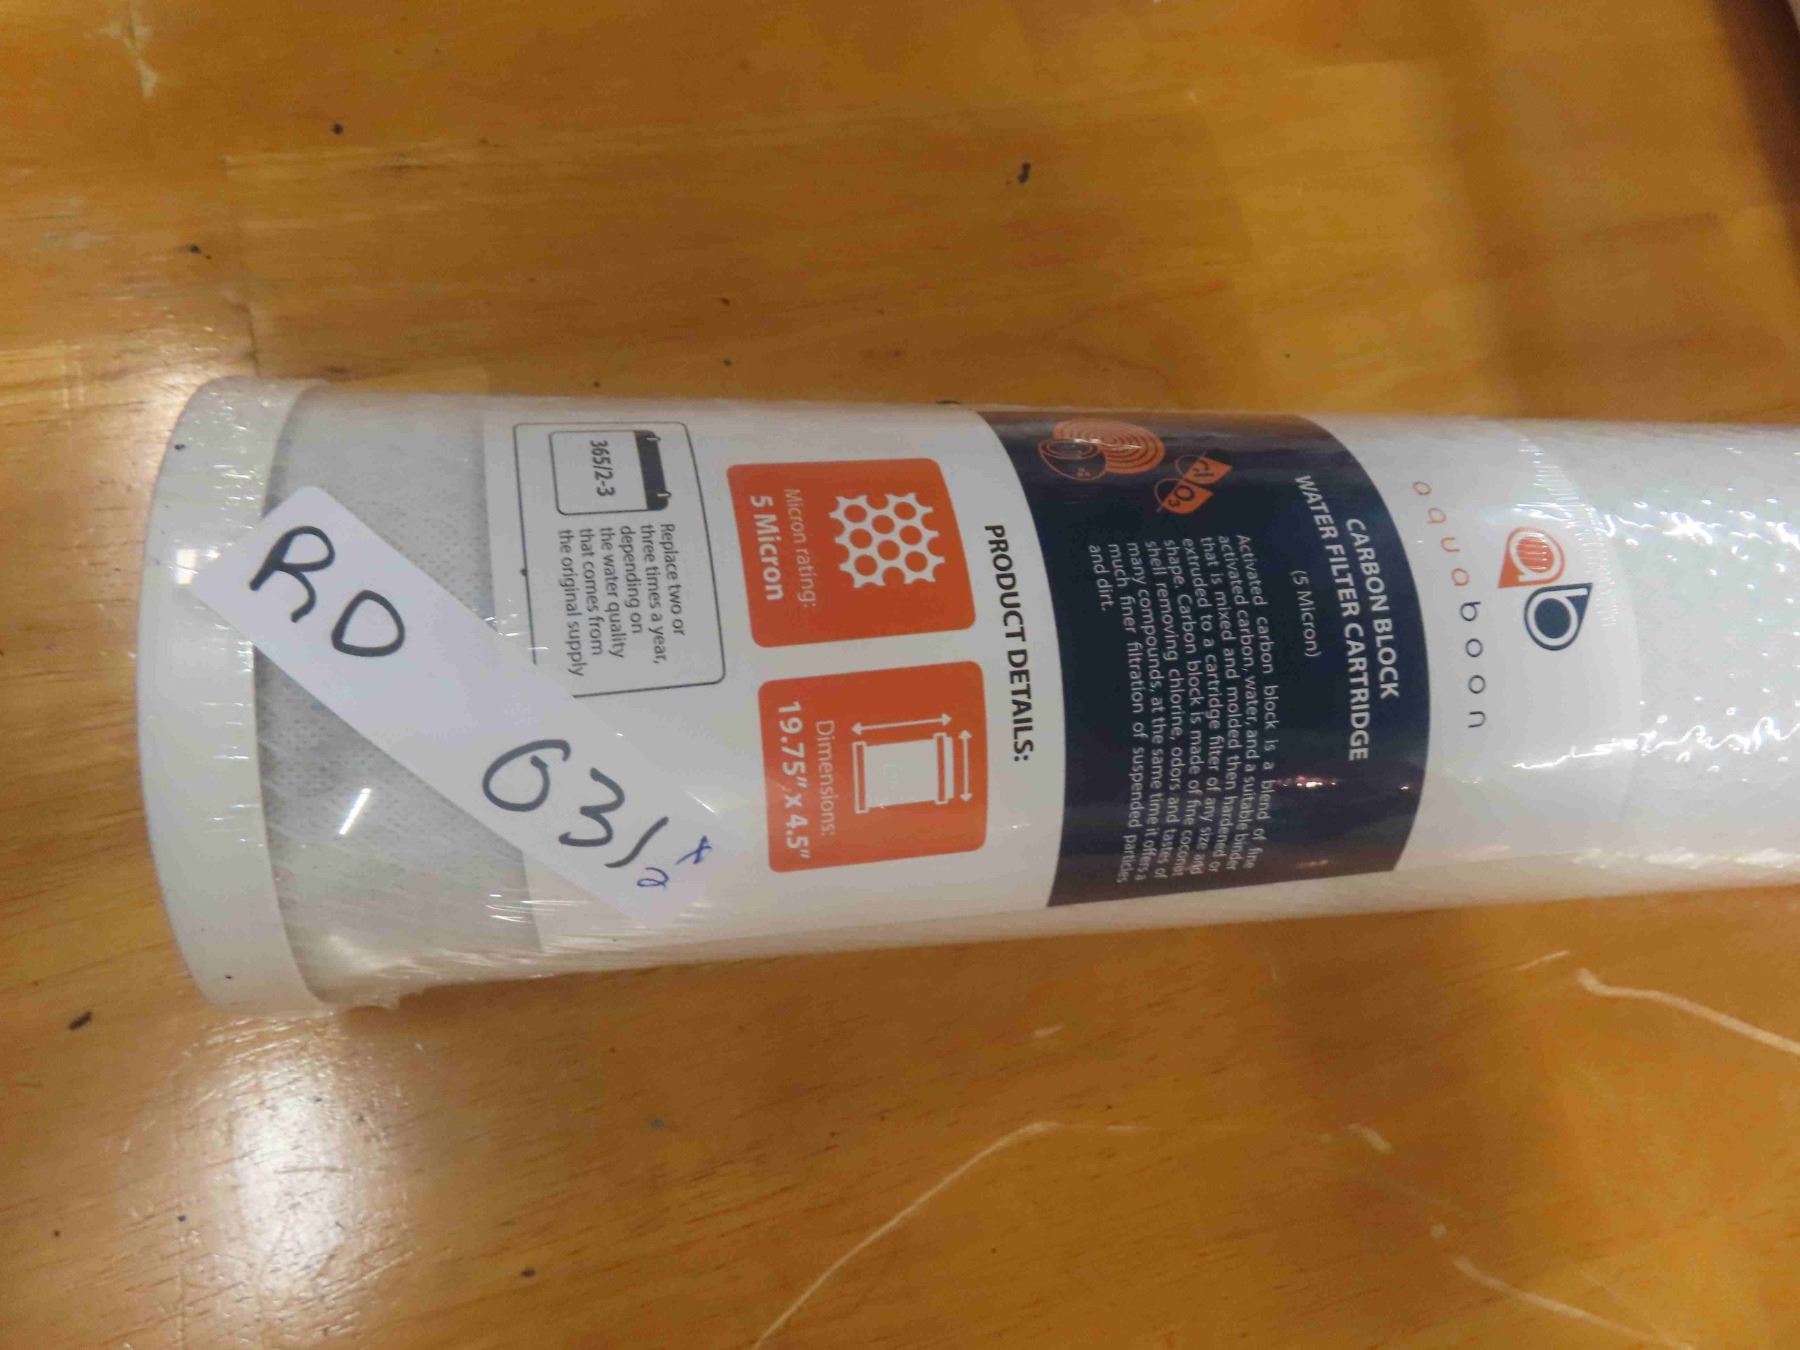 ab
aquaboon
CARBON BLOCK
WATER FILTER CARTRIDGE
(5 Micron)
Activated carbon block is a blend of fine
activated carbon, water, and a suitable binder
that is mixed and molded then hardened or
extruded to a cartridge filter of any size and
shape. Carbon block is made of fine coconut
shell removing chlorine, odors and tastes of
many compounds, at the same time it offers a
much finer filtration of suspended particles
and dirt.
O3
PRODUCT DETAILS:
Micron rating:
5 Micron
Dimensions:
19.75" x 4.5"
365/2-3
Replace two or
three times a year,
depending on
the water quality
that comes from
the original supply
RO